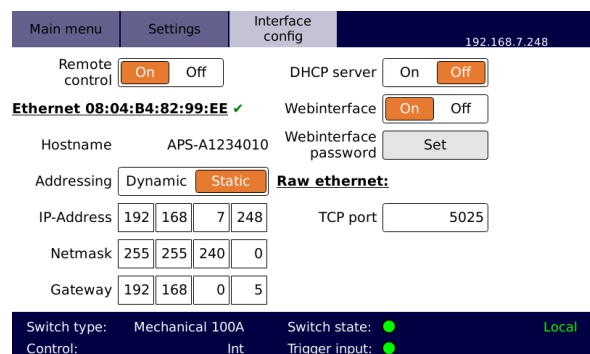 Main menu Settings Interface config 192.168.7.248
Remote control On Off DHCP server On Off
Ethernet 08:04:B4:82:99:EE ✔ Webinterface On Off
Hostname APS-A1234010 Webinterface password Set
Addressing Dynamic Static Raw ethernet:
IP-Address 192 168 7 248 TCP port 5025
Netmask 255 255 240 0
Gateway 192 168 0 5
Switch type: Mechanical 100A Switch state: Local
Control: Int Trigger input: